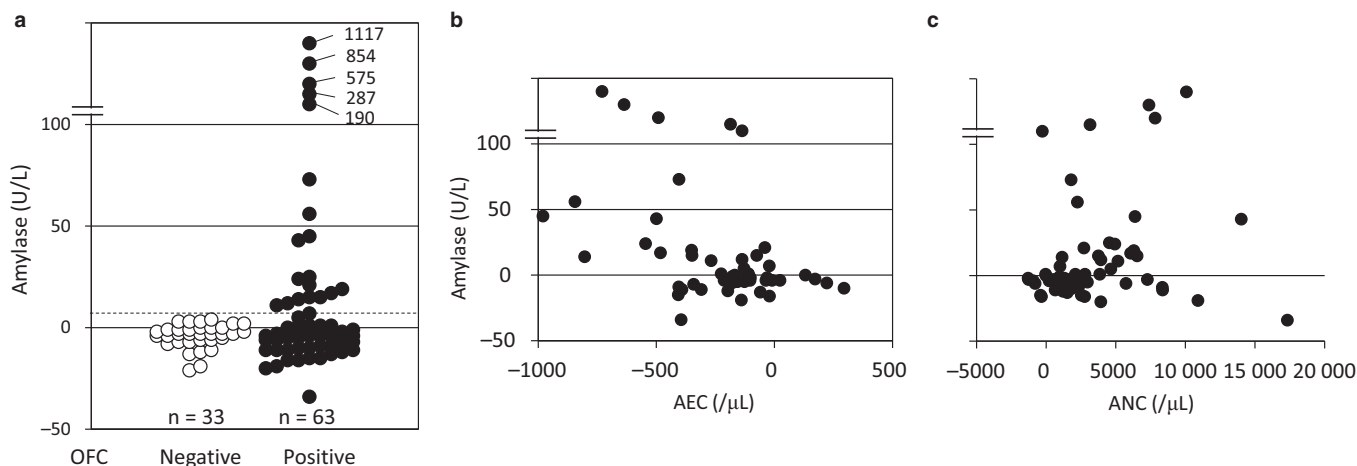 a
1117
854
575
287
190
100
50
0
−50
Amylase (U/L)
n = 33
n = 63
OFC
Negative
Positive
b
100
50
0
−50
Amylase (U/L)
−1000
−500
0
500
AEC (/μL)
c
−5000
0
5000
10 000
15 000
20 000
ANC (/μL)